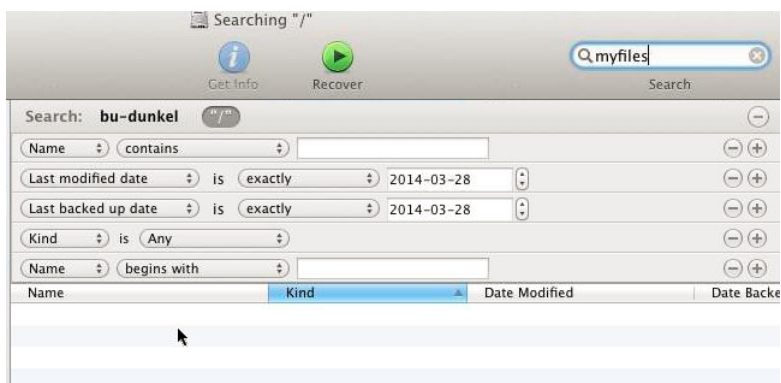 Searching "/"
Get Info
Recover
myfiles
Search
Search: bu-dunkel "/"
Name contains
Last modified date is exactly 2014-03-28
Last backed up date is exactly 2014-03-28
Kind is Any
Name begins with
Name Kind Date Modified Date Backe